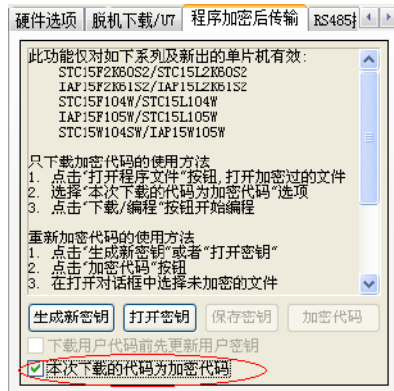 硬件选项 脱机下载/U7 程序加密后传输 RS485
此功能仅对如下系列及新出的单片机有效:
STC15F2K60S2/STC15L2K60S2
IAP15F2K61S2/IAP15L2K61S2
STC15F104W/STC15L104W
IAP15F105W/STC15L105W
STC15W104SW/IAP15W105W
只下载加密代码的使用方法
1. 点击"打开程序文件"按钮,打开加密过的文件
2. 选择"本次下载的代码为加密代码"选项
3. 点击"下载/编程"按钮开始编程
重新加密代码的使用方法
1. 点击"生成新密钥"或者"打开密钥"
2. 点击"加密代码"按钮
3. 在打开对话框中选择未加密的文件
生成新密钥 打开密钥 保存密钥 加密代码
下载用户代码前先更新用户密钥
本次下载的代码为加密代码